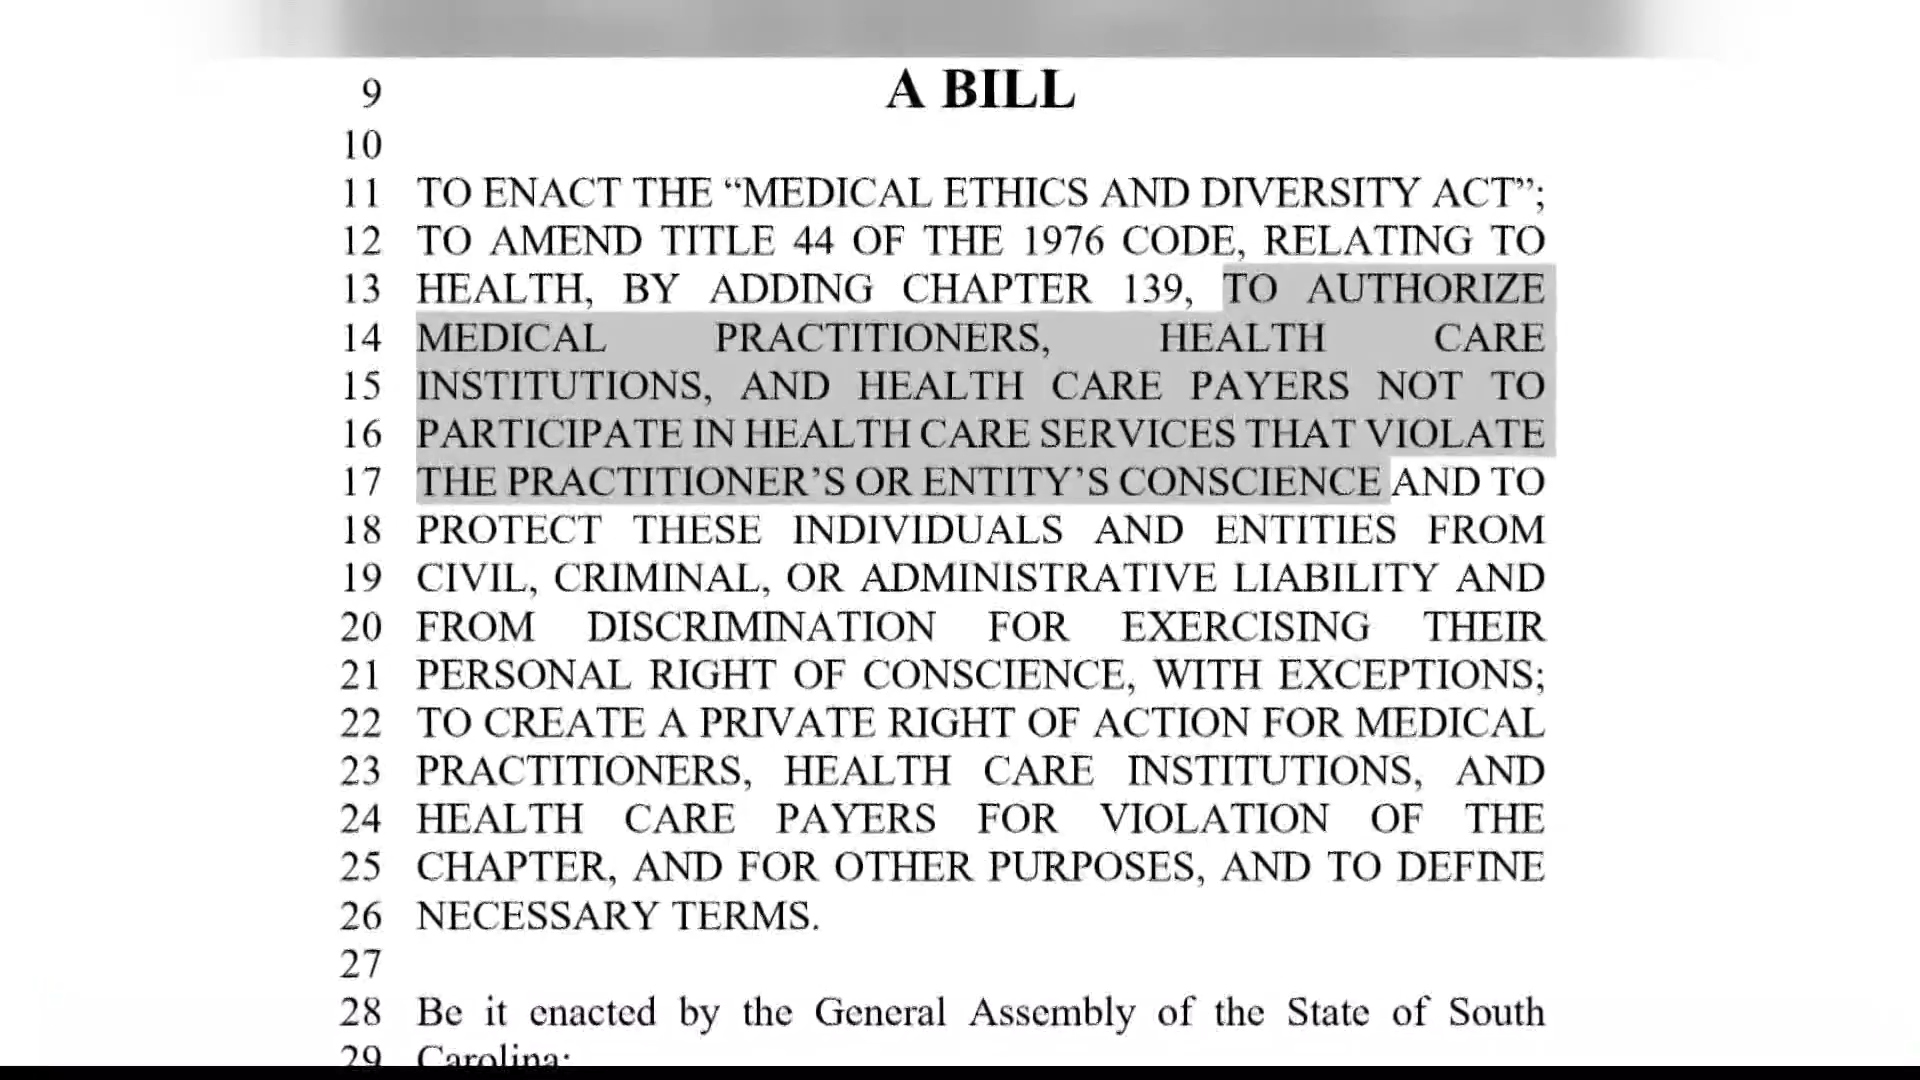 9 A BILL
10
11 TO ENACT THE “MEDICAL ETHICS AND DIVERSITY ACT”;
12 TO AMEND TITLE 44 OF THE 1976 CODE, RELATING TO
13 HEALTH, BY ADDING CHAPTER 139, TO AUTHORIZE
14 MEDICAL PRACTITIONERS, HEALTH CARE
15 INSTITUTIONS, AND HEALTH CARE PAYERS NOT TO
16 PARTICIPATE IN HEALTH CARE SERVICES THAT VIOLATE
17 THE PRACTITIONER’S OR ENTITY’S CONSCIENCE AND TO
18 PROTECT THESE INDIVIDUALS AND ENTITIES FROM
19 CIVIL, CRIMINAL, OR ADMINISTRATIVE LIABILITY AND
20 FROM DISCRIMINATION FOR EXERCISING THEIR
21 PERSONAL RIGHT OF CONSCIENCE, WITH EXCEPTIONS;
22 TO CREATE A PRIVATE RIGHT OF ACTION FOR MEDICAL
23 PRACTITIONERS, HEALTH CARE INSTITUTIONS, AND
24 HEALTH CARE PAYERS FOR VIOLATION OF THE
25 CHAPTER, AND FOR OTHER PURPOSES, AND TO DEFINE
26 NECESSARY TERMS.
27
28 Be it enacted by the General Assembly of the State of South
29 Carolina: